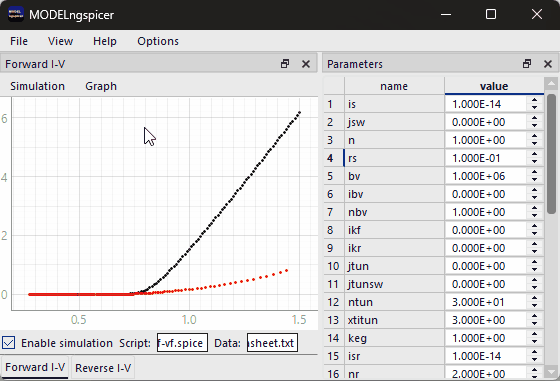 MODELngspicer
File View Help Options
Forward I-V
Simulation Graph
6
4
2
0
0.5 1.0 1.5
Enable simulation Script: f-vf.spice Data: asheet.txt
Forward I-V Reverse I-V
Parameters
name value
1 is 1.000E-14
2 jsw 0.000E+00
3 n 1.000E+00
4 rs 1.000E-01
5 bv 1.000E+06
6 ibv 0.000E+00
7 nbv 1.000E+00
8 ikf 0.000E+00
9 ikr 0.000E+00
10 jtun 0.000E+00
11 jtunsw 0.000E+00
12 ntun 3.000E+01
13 xtitun 3.000E+00
14 keg 1.000E+00
15 isr 1.000E-14
16 nr 2.000E+00